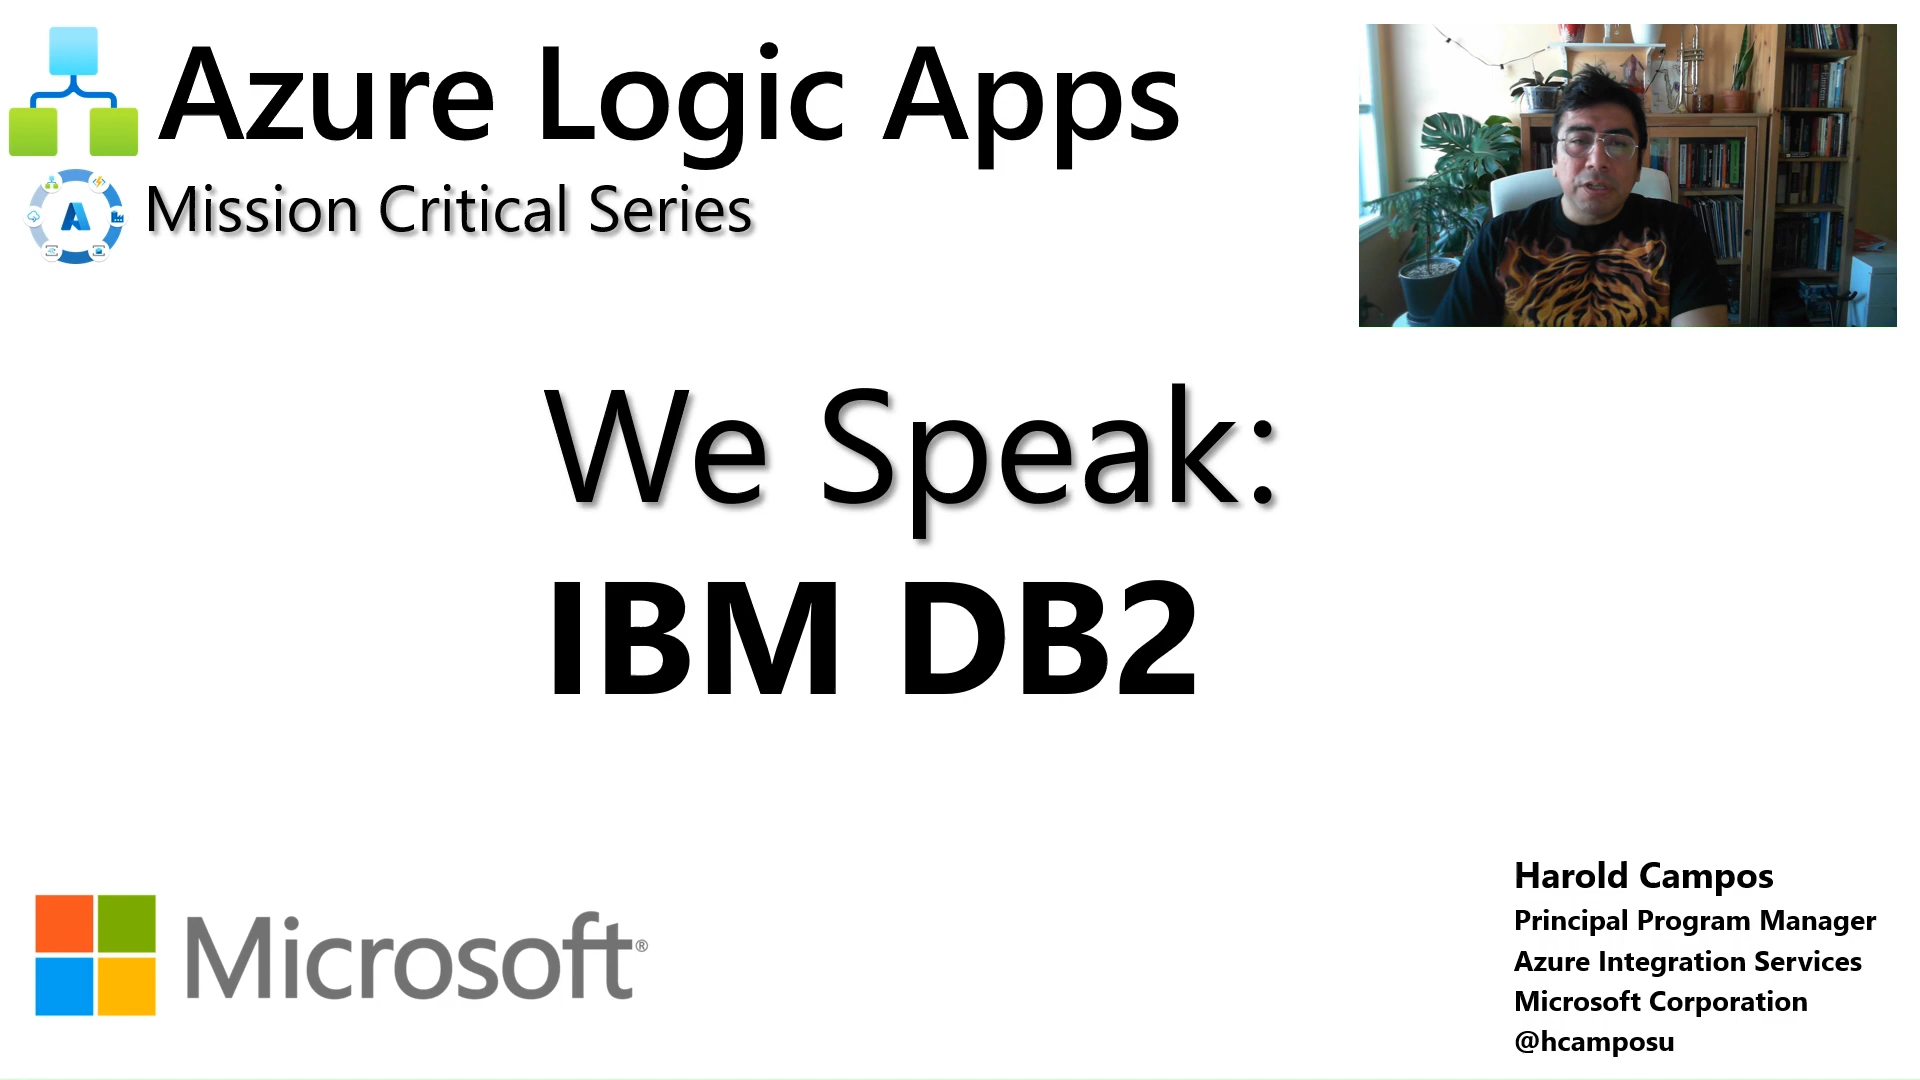 Azure Logic Apps
Mission Critical Series
We Speak:
IBM DB2
Microsoft®
Harold Campos
Principal Program Manager
Azure Integration Services
Microsoft Corporation
@hcamposu